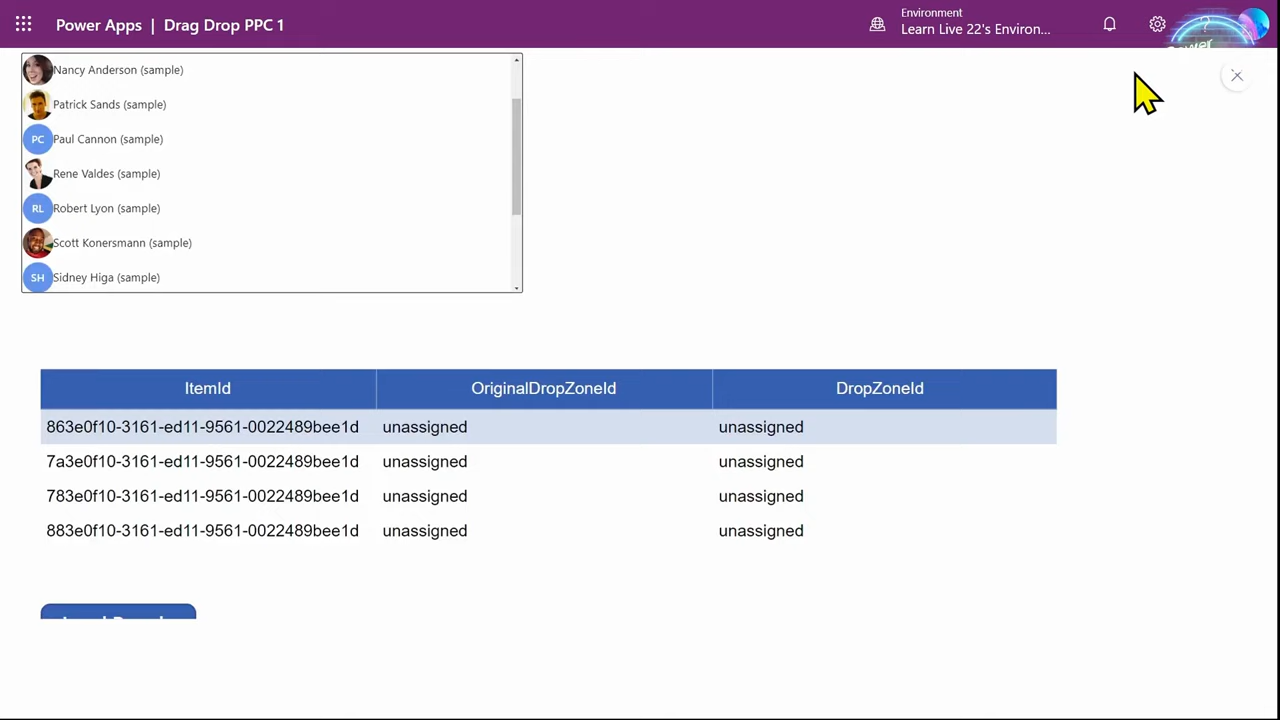 Power Apps | Drag Drop PPC 1
Environment
Learn Live 22's Environ...
Power
Nancy Anderson (sample)
Patrick Sands (sample)
PC Paul Cannon (sample)
Rene Valdes (sample)
RL Robert Lyon (sample)
Scott Konersmann (sample)
SH Sidney Higa (sample)
ItemId OriginalDropZoneId DropZoneId
863e0f10-3161-ed11-9561-0022489bee1d unassigned unassigned
7a3e0f10-3161-ed11-9561-0022489bee1d unassigned unassigned
783e0f10-3161-ed11-9561-0022489bee1d unassigned unassigned
883e0f10-3161-ed11-9561-0022489bee1d unassigned unassigned